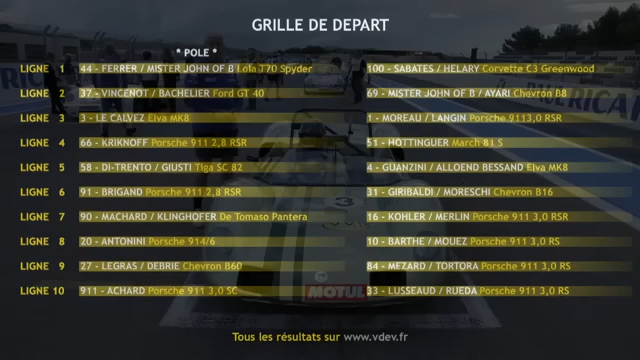 GRILLE DE DEPART
* POLE *
LIGNE 1 44 - FERRER / MISTER JOHN OF B Lola T70 Spyder 100 - SABATES / HELARY Corvette C3 Greenwood
LIGNE 2 37 - VINCENOT / BACHELIER Ford GT 40 69 - MISTER JOHN OF B / AYARI Chevron B8
LIGNE 3 3 - LE CALVEZ Elva MK8 1 - MOREAU / LANGIN Porsche 9113,0 RSR
LIGNE 4 66 - KRIKNOFF Porsche 911 2,8 RSR 51 - HOTTINGUER March 81.S
LIGNE 5 58 - DI-TRENTO / GIUSTI Tiga SC 82 4 - GUANZINI / ALLOEND BESSAND Elva MK8
LIGNE 6 91 - BRIGAND Porsche 911 2,8 RSR 31 - GIRIBALDI / MORESCHI Chevron B16
LIGNE 7 90 - MACHARD / KLINGHOFER De Tomaso Pantera 16 - KOHLER / MERLIN Porsche 911 3,0 RSR
LIGNE 8 20 - ANTONINI Porsche 914/6 10 - BARTHE / MOUEZ Porsche 911 3,0 RS
LIGNE 9 27 - LEGRAS / DEBRIE Chevron B60 84 - MEZARD / TORTORA Porsche 911 3,0 RS
LIGNE 10 911 - ACHARD Porsche 911 3,0 SC 33 - LUSSEAUD / RUEDA Porsche 911 3,0 RS
3
MOTUL
Tous les résultats sur www.vdev.fr